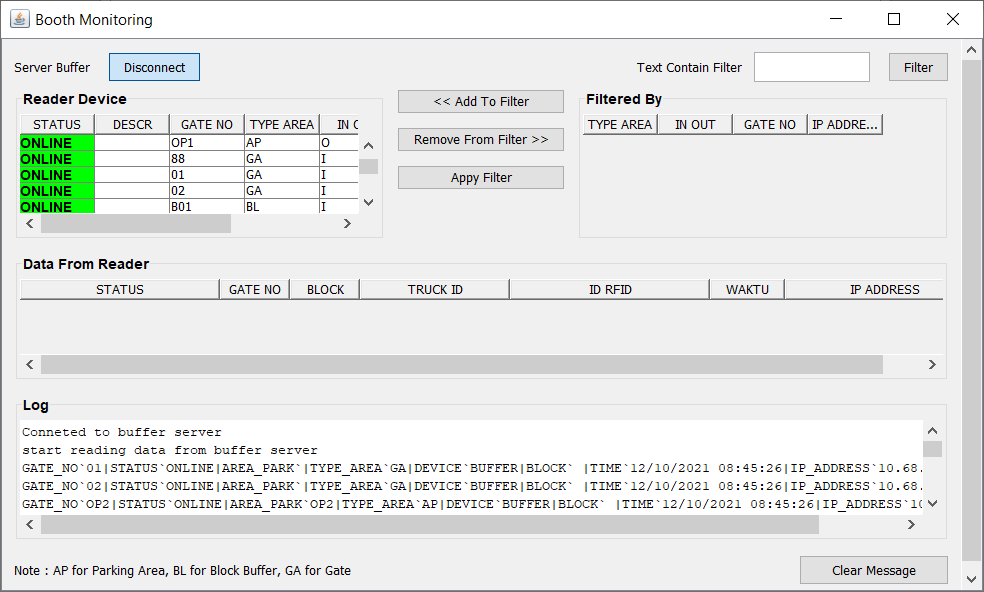 Booth Monitoring
Server Buffer Disconnect Text Contain Filter Filter
Reader Device
STATUS DESCR GATE NO TYPE AREA IN O
ONLINE OP1 AP O
ONLINE 88 GA I
ONLINE 01 GA I
ONLINE 02 GA I
ONLINE B01 BL I
<< Add To Filter
Remove From Filter >>
Appy Filter
Filtered By
TYPE AREA IN OUT GATE NO IP ADDRE...
Data From Reader
STATUS GATE NO BLOCK TRUCK ID ID RFID WAKTU IP ADDRESS
Log
Conneted to buffer server
start reading data from buffer server
GATE_NO`01|STATUS`ONLINE|AREA_PARK`|TYPE_AREA`GA|DEVICE`BUFFER|BLOCK` |TIME`12/10/2021 08:45:26|IP_ADDRESS`10.68.
GATE_NO`02|STATUS`ONLINE|AREA_PARK`|TYPE_AREA`GA|DEVICE`BUFFER|BLOCK` |TIME`12/10/2021 08:45:26|IP_ADDRESS`10.68.
GATE_NO`OP2|STATUS`ONLINE|AREA_PARK`OP2|TYPE_AREA`AP|DEVICE`BUFFER|BLOCK` |TIME`12/10/2021 08:45:26|IP_ADDRESS`10
Note : AP for Parking Area, BL for Block Buffer, GA for Gate
Clear Message